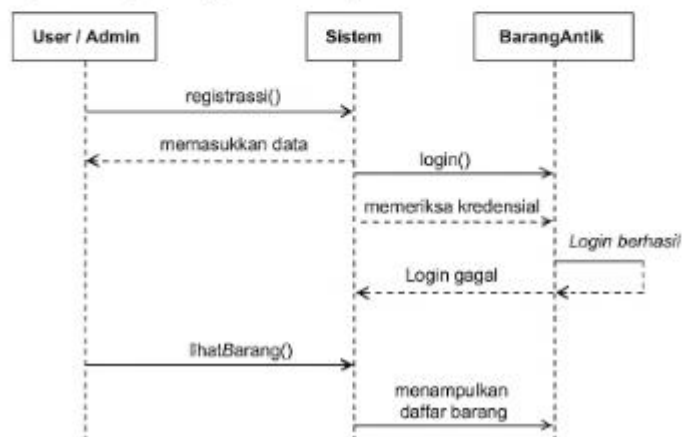 User / Admin
Sistem
BarangAntik
registrassi()
memasukkan data
login()
memeriksa kredensial
Login berhasil
Login gagal
lihatBarang()
menampulkan
daffar barang